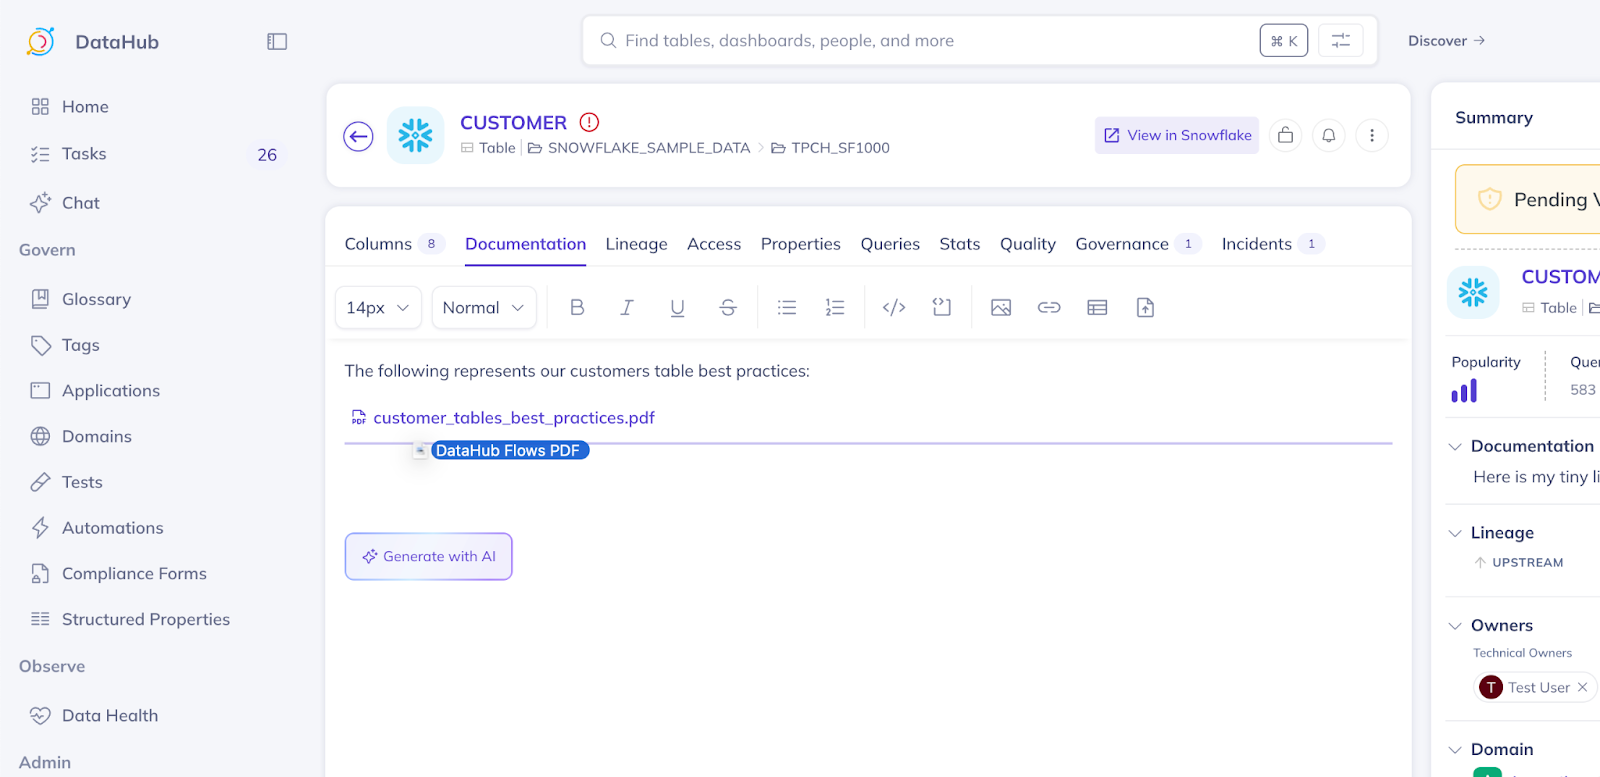 DataHub
Find tables, dashboards, people, and more
⌘ K
Discover →
Home
Tasks 26
Chat
Govern
Glossary
Tags
Applications
Domains
Tests
Automations
Compliance Forms
Structured Properties
Observe
Data Health
Admin
CUSTOMER
Table SNOWFLAKE_SAMPLE_DATA > TPCH_SF1000
View in Snowflake
Columns 8 Documentation Lineage Access Properties Queries Stats Quality Governance 1 Incidents 1
14px Normal
The following represents our customers table best practices:
PDF customer_tables_best_practices.pdf
DataHub Flows PDF
Generate with AI
Summary
Pending V
CUSTOM
Table
Popularity Quer
583
Documentation
Here is my tiny li
Lineage
↑ UPSTREAM
Owners
Technical Owners
T Test User ×
Domain